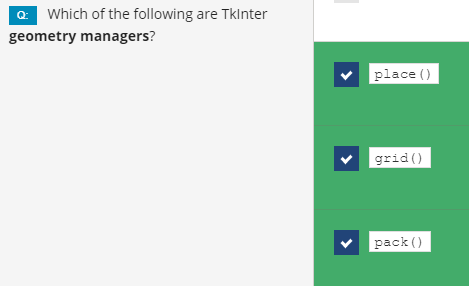 Q: Which of the following are TkInter
geometry managers?
place()
grid()
pack()